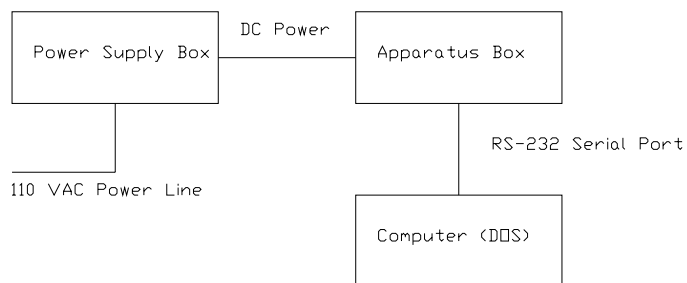 DC Power
Power Supply Box
Apparatus Box
RS-232 Serial Port
110 VAC Power Line
Computer (DOS)